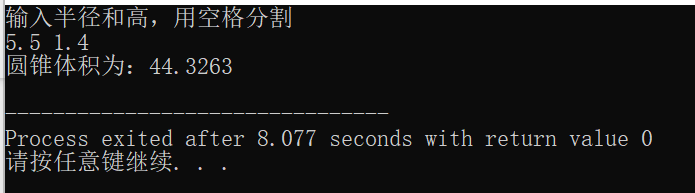 输入半径和高，用空格分割
5.5 1.4
圆锥体积为：44.3263
--------------------------------
Process exited after 8.077 seconds with return value 0
请按任意键继续. . .